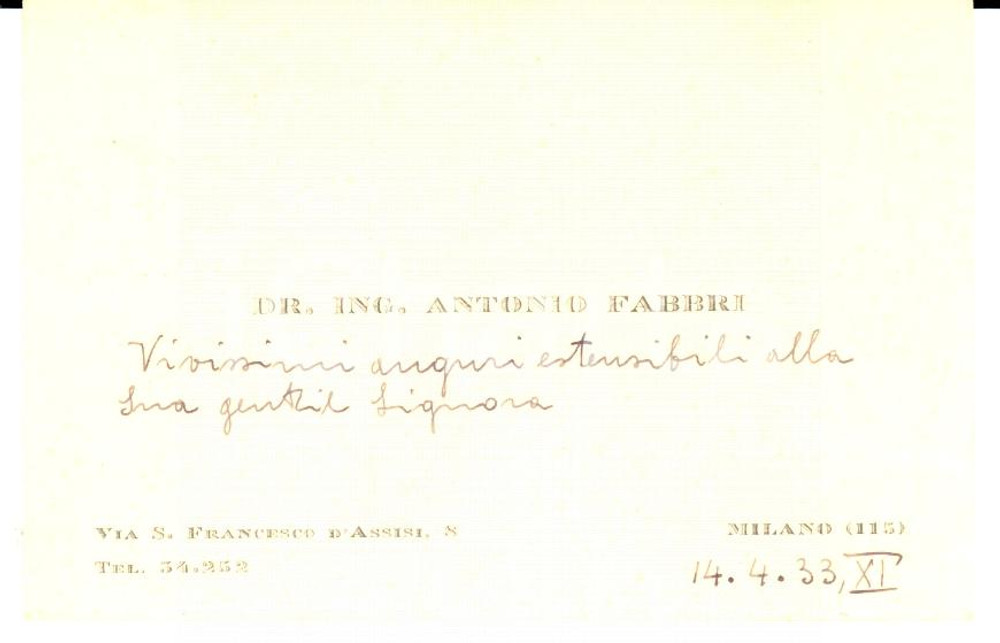 DR. ING. ANTONIO FABBRI
Vivissimi auguri estensibili alla
Sua gentil Signora
VIA S. FRANCESCO D'ASSISI, 8
TEL. 54.252
MILANO (115)
14.4.33, XI